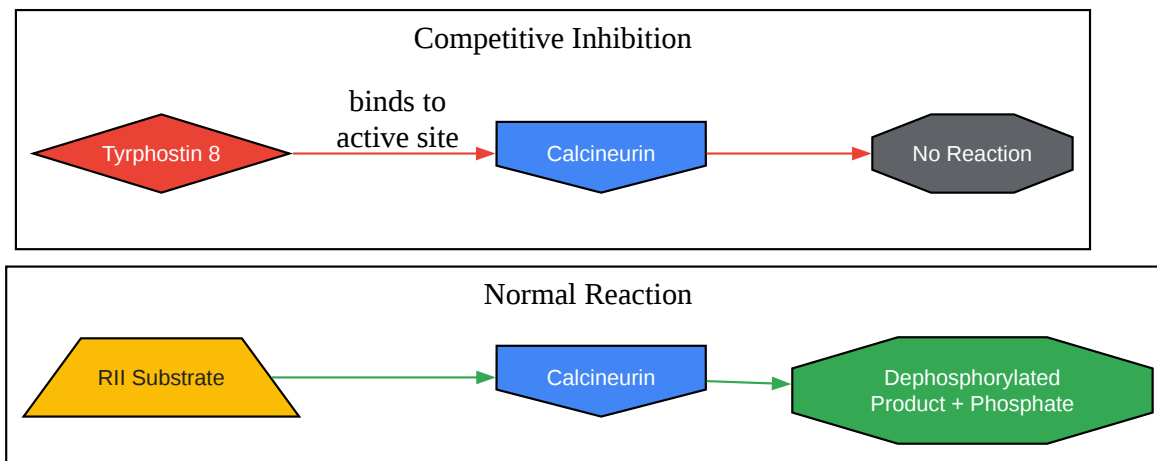 Competitive Inhibition
binds to
active site
Tyrphostin 8
Calcineurin
No Reaction
Normal Reaction
RII Substrate
Calcineurin
Dephosphorylated
Product + Phosphate